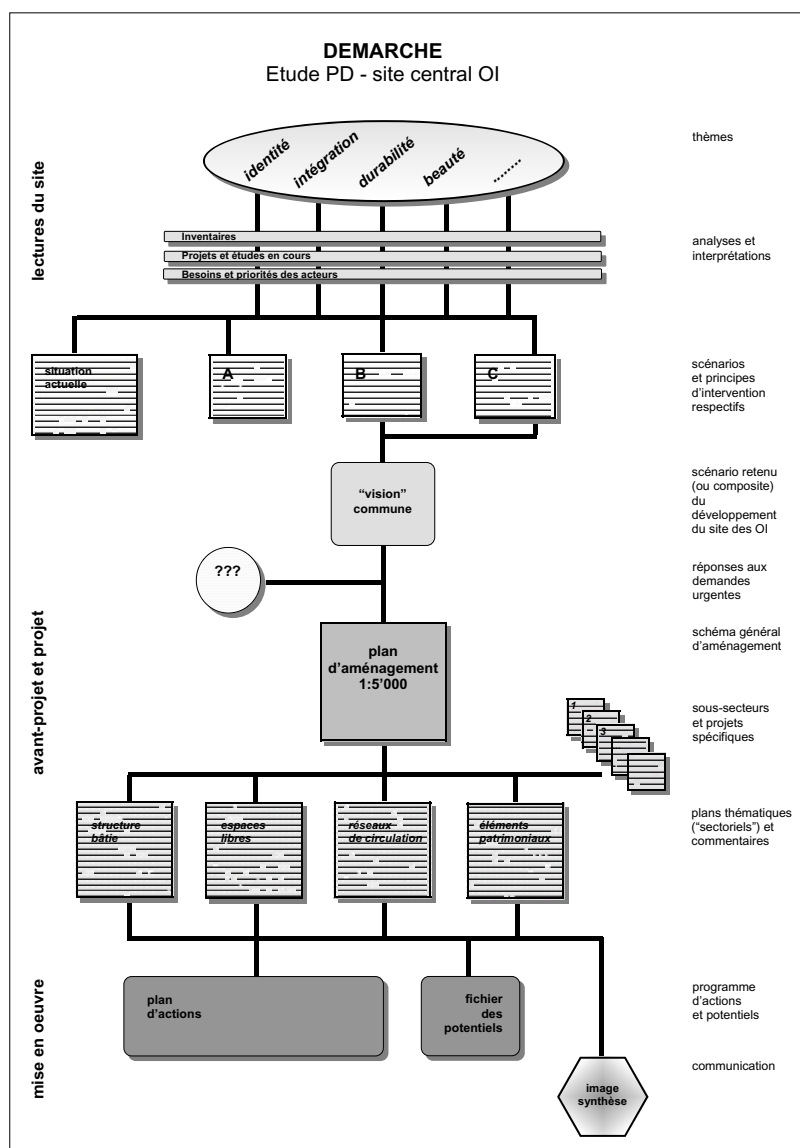 DEMARCHE
Etude PD - site central OI
lectures du site
identité
intégration
durabilité
beauté
........
thèmes
Inventaires
Projets et études en cours
Besoins et priorités des acteurs
analyses et
interprétations
situation
actuelle
A
B
C
scénarios
et principes
d'intervention
respectifs
"vision"
commune
scénario retenu
(ou composite)
du
développement
du site des OI
avant-projet et projet
???
réponses aux
demandes
urgentes
plan
d'aménagement
1:5'000
schéma général
d'aménagement
1
2
3
sous-secteurs
et projets
spécifiques
structure
bâtie
espaces
libres
réseaux
de circulation
éléments
patrimoniaux
plans thématiques
("sectoriels") et
commentaires
mise en oeuvre
plan
d'actions
fichier
des
potentiels
programme
d'actions
et potentiels
image
synthèse
communication